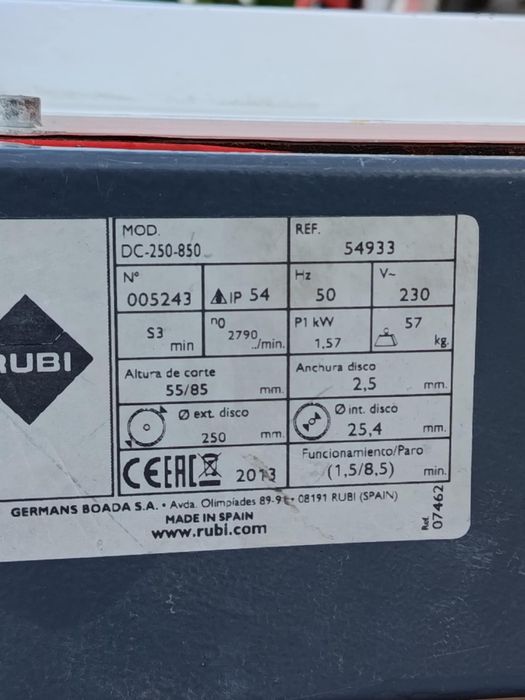 RUBI
MOD. REF.
DC-250-850 54933
Nº Hz V~
005243 IP 54 50 230
S3 min nº 2790 ./min. P1 kW 1.57 57 kg.
Altura de corte Anchura disco
55/85 mm. 2,5 mm.
Ø ext. disco Ø int. disco
250 mm. 25,4 mm.
CE EAC 2013 Funcionamiento/Paro
(1,5/8,5) min.
GERMANS BOADA S.A. • Avda. Olimpíades 89-91 • 08191 RUBI (SPAIN)
MADE IN SPAIN
www.rubi.com
Ref. 07462